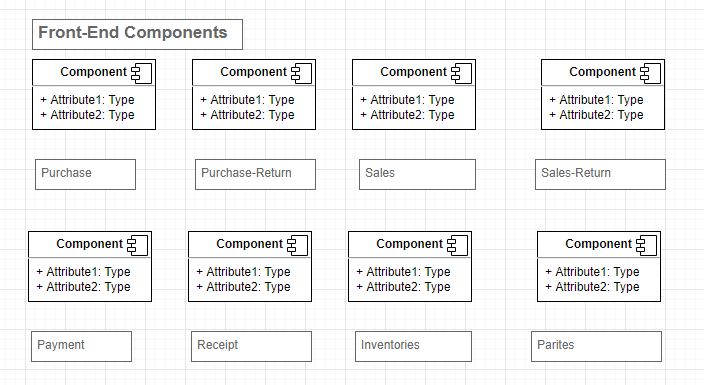 Front-End Components
Component
+ Attribute1: Type
+ Attribute2: Type
Component
+ Attribute1: Type
+ Attribute2: Type
Component
+ Attribute1: Type
+ Attribute2: Type
Component
+ Attribute1: Type
+ Attribute2: Type
Purchase
Purchase-Return
Sales
Sales-Return
Component
+ Attribute1: Type
+ Attribute2: Type
Component
+ Attribute1: Type
+ Attribute2: Type
Component
+ Attribute1: Type
+ Attribute2: Type
Component
+ Attribute1: Type
+ Attribute2: Type
Payment
Receipt
Inventories
Parites